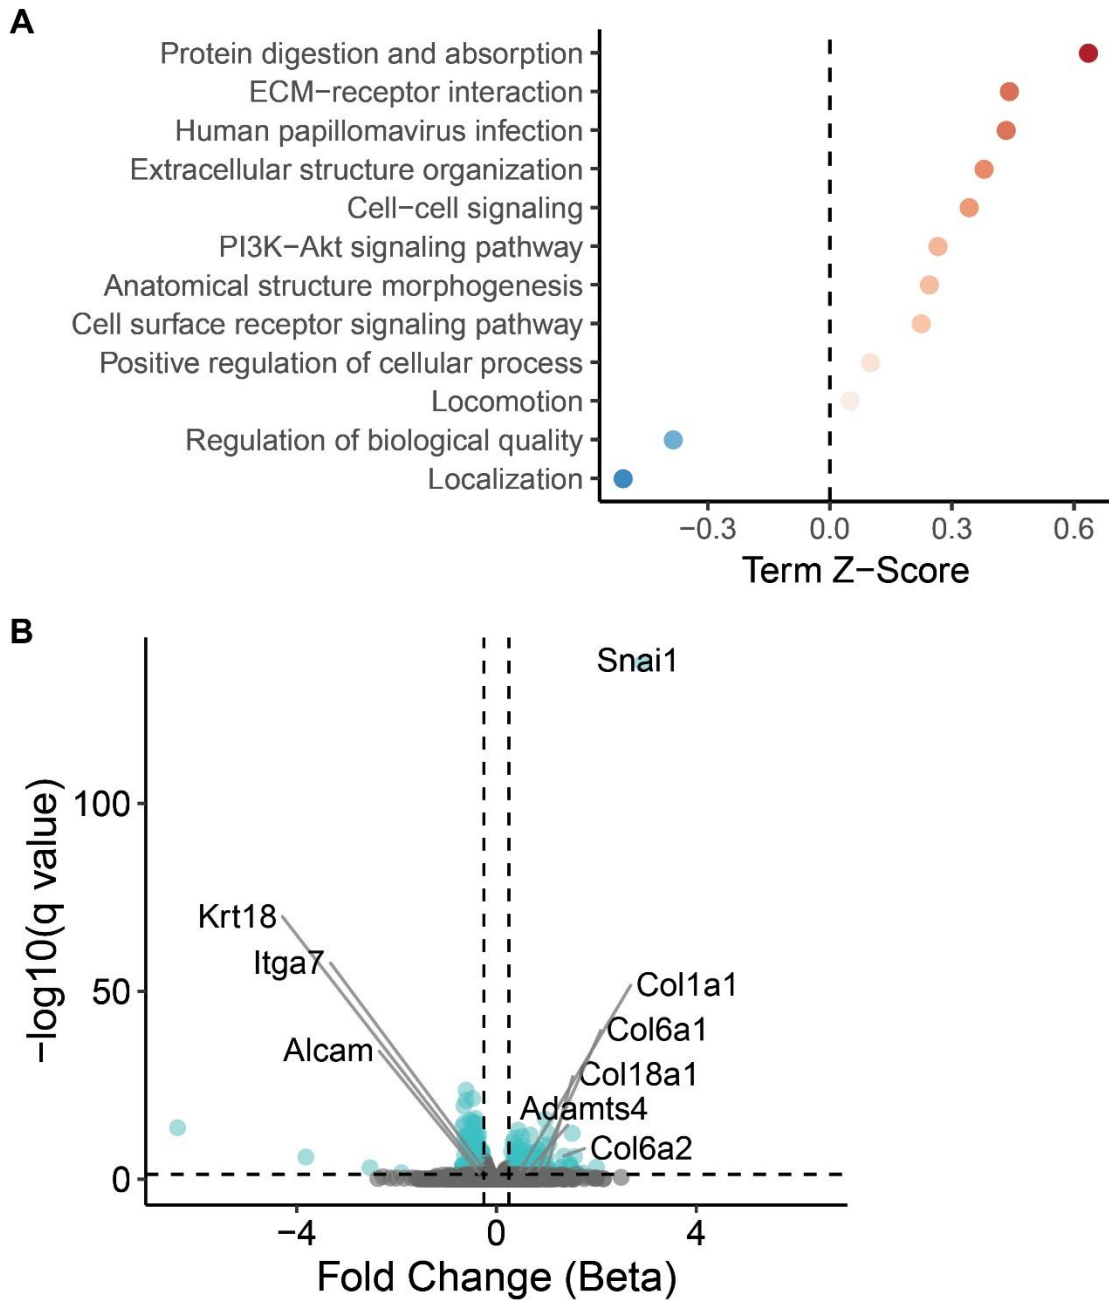 A
Protein digestion and absorption
ECM−receptor interaction
Human papillomavirus infection
Extracellular structure organization
Cell−cell signaling
PI3K−Akt signaling pathway
Anatomical structure morphogenesis
Cell surface receptor signaling pathway
Positive regulation of cellular process
Locomotion
Regulation of biological quality
Localization
−0.3 0.0 0.3 0.6
Term Z−Score
B
Snai1
100
Krt18
Itga7
50
Col1a1
Col6a1
Alcam
Col18a1
Adamts4
Col6a2
0
−log10(q value)
−4 0 4
Fold Change (Beta)